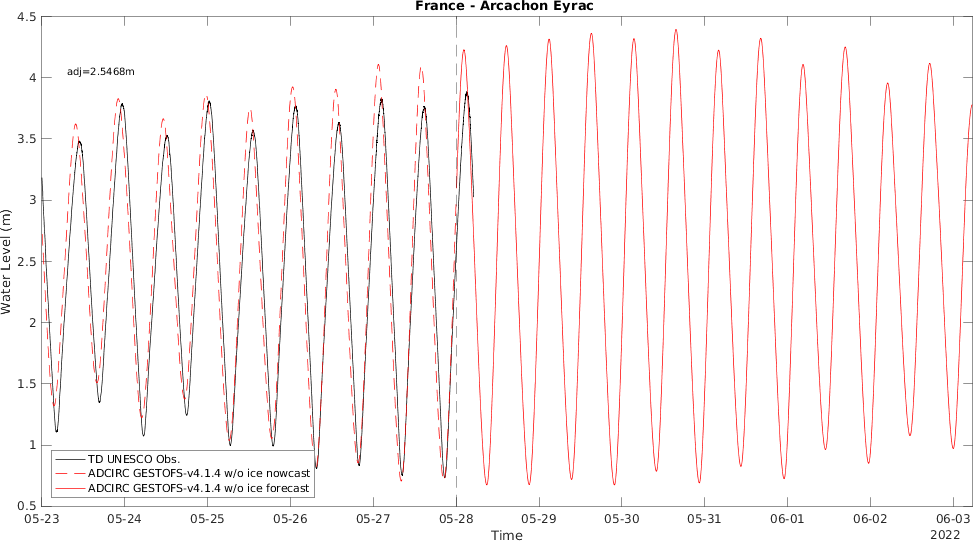 France - Arcachon Eyrac
4.5
4
3.5
3
2.5
2
1.5
1
0.5
Water Level (m)
adj=2.5468m
TD UNESCO Obs.
ADCIRC GESTOFS-v4.1.4 w/o ice nowcast
ADCIRC GESTOFS-v4.1.4 w/o ice forecast
05-23 05-24 05-25 05-26 05-27 05-28 05-29 05-30 05-31 06-01 06-02 06-03
Time
2022